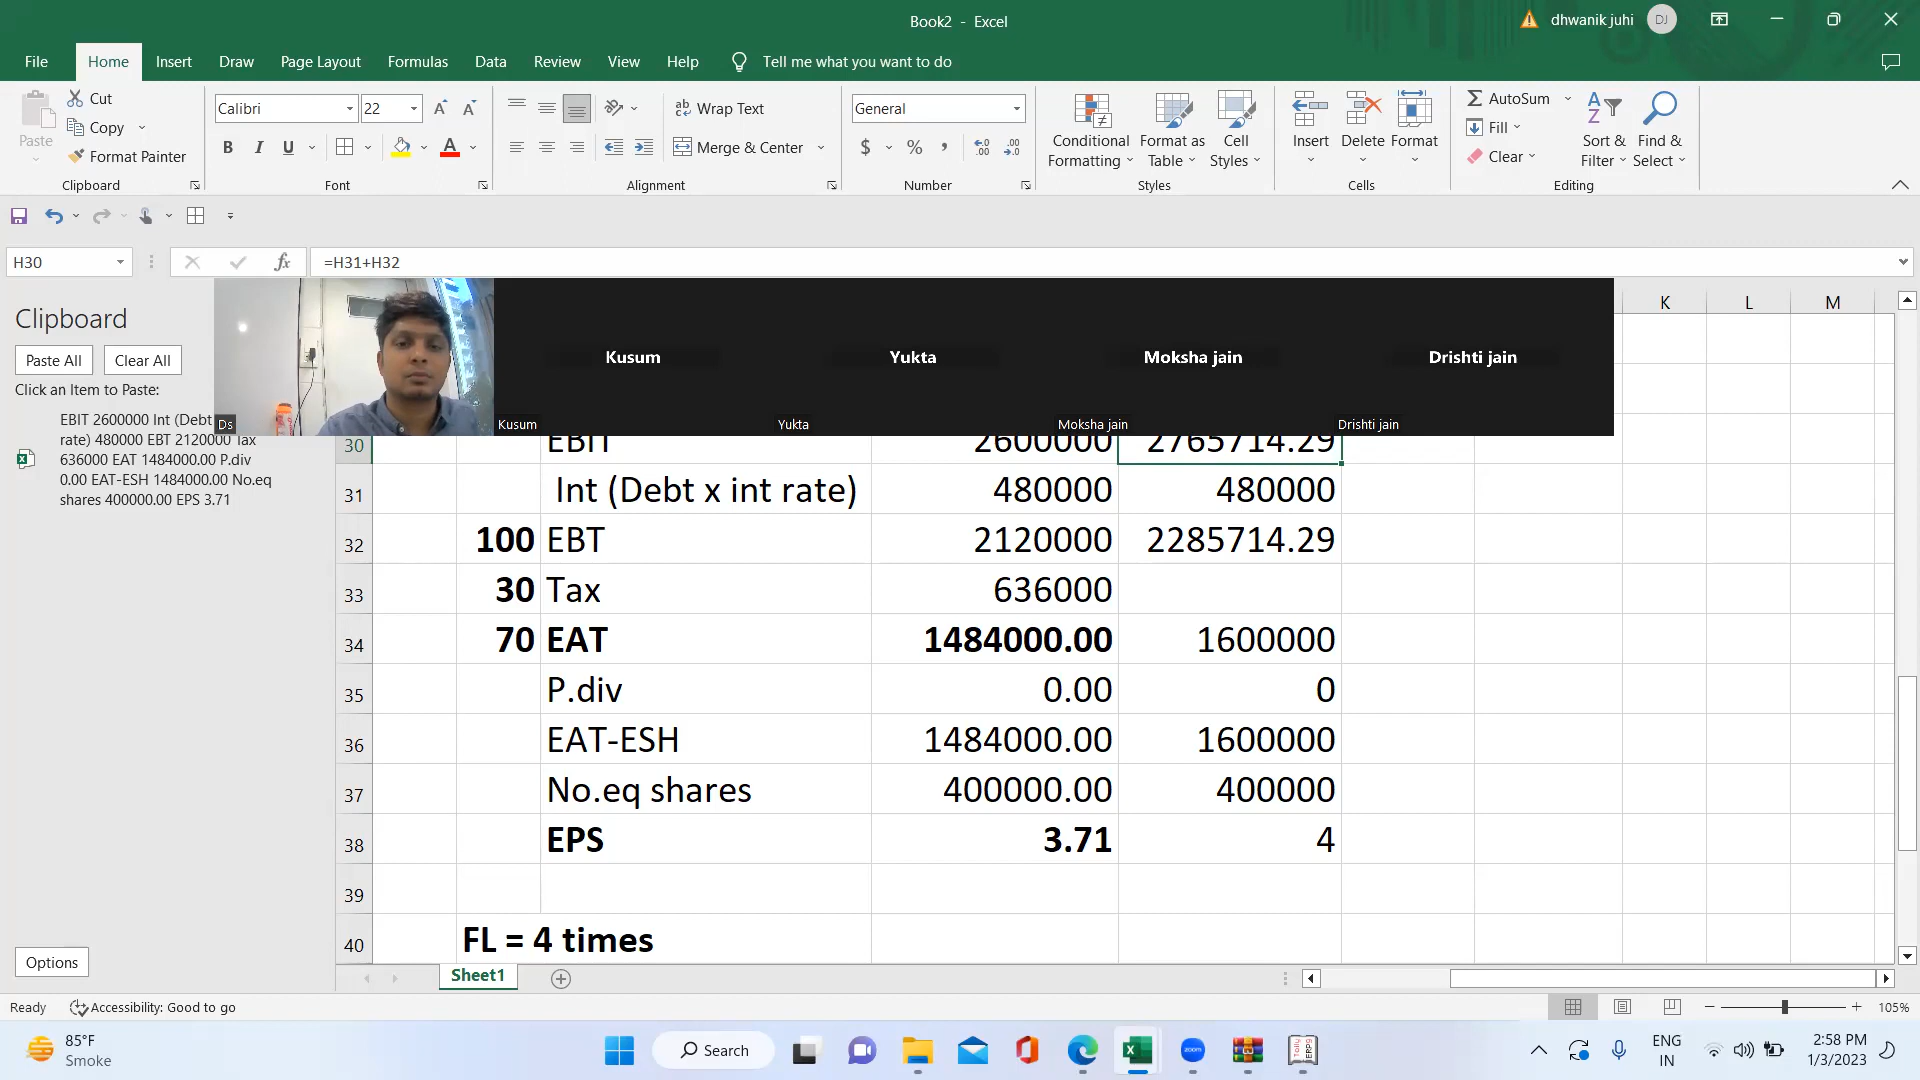 Book2 - Excel
dhwanik juhi
DJ
File
Home
Insert
Draw
Page Layout
Formulas
Data
Review
View
Help
Tell me what you want to do
Paste
Cut
Copy
Format Painter
Clipboard
Calibri
22
B I U
Font
ab Wrap Text
Merge & Center
Alignment
General
$ % ,
Number
Conditional Formatting
Format as Table
Cell Styles
Styles
Insert
Delete
Format
Cells
AutoSum
Fill
Clear
Sort & Filter
Find & Select
Editing
H30
fx
=H31+H32
Clipboard
Paste All
Clear All
Click an Item to Paste:
EBIT 2600000 Int (Debt
rate) 480000 EBT 2120000 Tax
636000 EAT 1484000.00 P.div
0.00 EAT-ESH 1484000.00 No.eq
shares 400000.00 EPS 3.71
Options
Ds
Kusum
Kusum
Yukta
Yukta
Moksha jain
Moksha jain
Drishti jain
Drishti jain
K L M
30 EBIT 2600000 2765714.29
31 Int (Debt x int rate) 480000 480000
32 100 EBT 2120000 2285714.29
33 30 Tax 636000
34 70 EAT 1484000.00 1600000
35 P.div 0.00 0
36 EAT-ESH 1484000.00 1600000
37 No.eq shares 400000.00 400000
38 EPS 3.71 4
39
40 FL = 4 times
Sheet1
Ready
Accessibility: Good to go
105%
85°F
Smoke
Search
zoom
ENG
IN
2:58 PM
1/3/2023